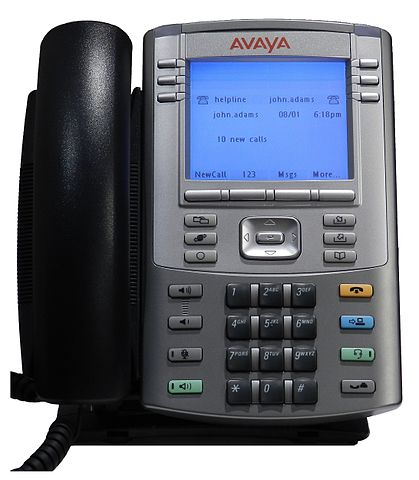 AVAYA
helpline john.adams
john.adams 08/01 6:18pm
10 new calls
NewCall 123 Msgs More...
1 2ABC 3DEF
4GHI 5JKL 6MNO
7PQRS 8TUV 9WXYZ
* 0 #